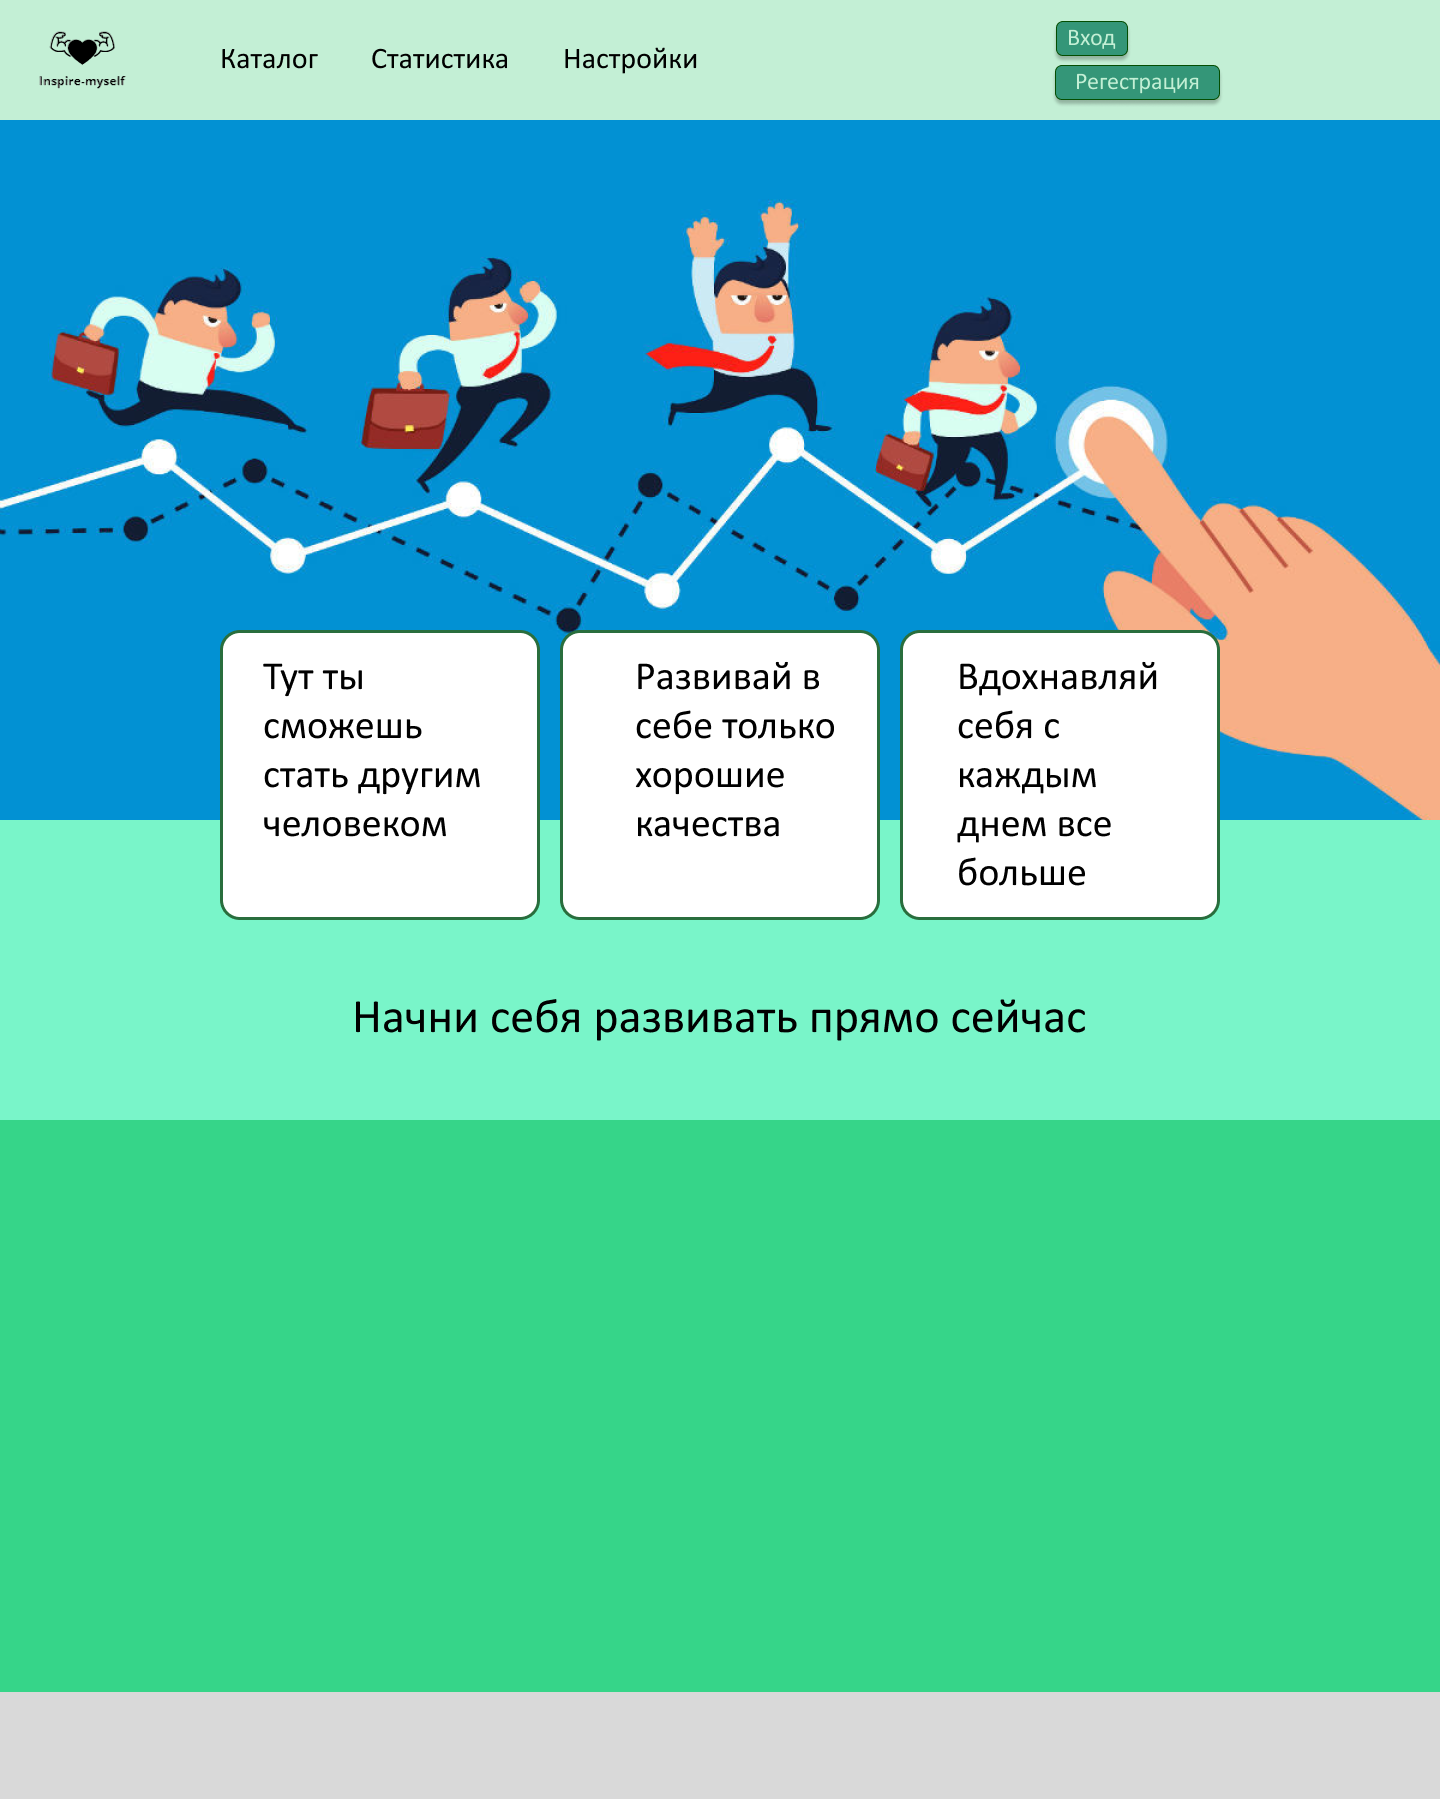 Inspire-myself
Каталог Статистика Настройки
Вход
Регестрация
Тут ты
сможешь
стать другим
человеком
Развивай в
себе только
хорошие
качества
Вдохнавляй
себя с
каждым
днем все
больше
Начни себя развивать прямо сейчас